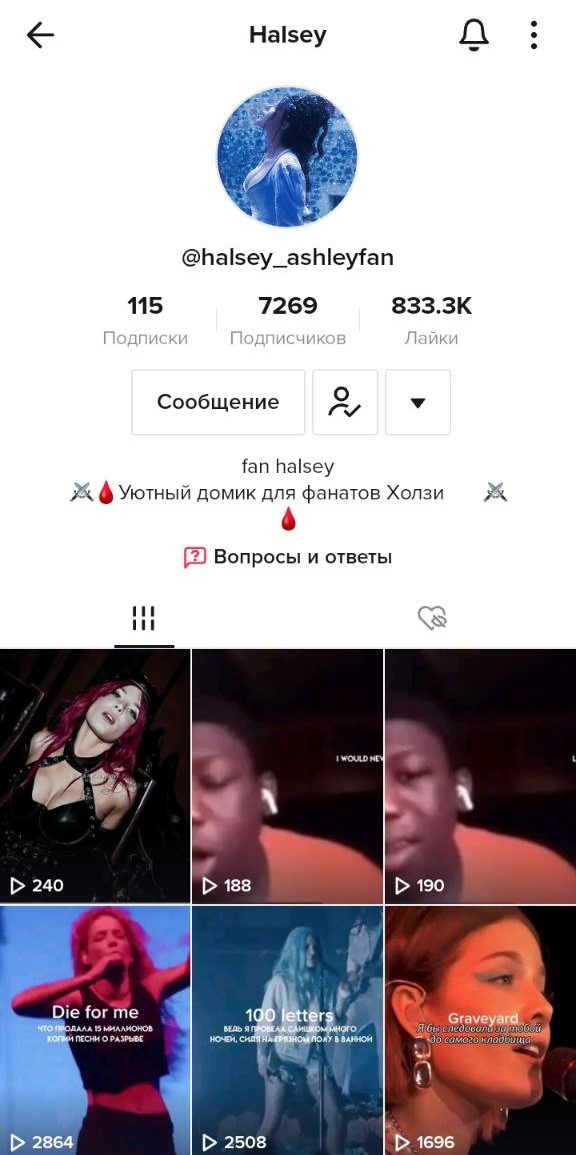 Halsey
@halsey_ashleyfan
115
7269
833.3K
Подписки
Подписчиков
Лайки
Сообщение
fan halsey
⚔️🩸Уютный домик для фанатов Холзи ⚔️
🩸
Вопросы и ответы
I WOULD NEV
L
240
188
190
Die for me
ЧТО ПРОДАЛА 15 МИЛЛИОНОВ
КОПИЙ ПЕСНИ О РАЗРЫВЕ
100 letters
ВЕДЬ Я ПРОВЕЛА СЛИШКОМ МНОГО
НОЧЕЙ, СИДЯ НА ГРЯЗНОМ ПОЛУ В ВАННОЙ
Graveyard
Я бы следовала за тобой
до самого кладбища
2864
2508
1696